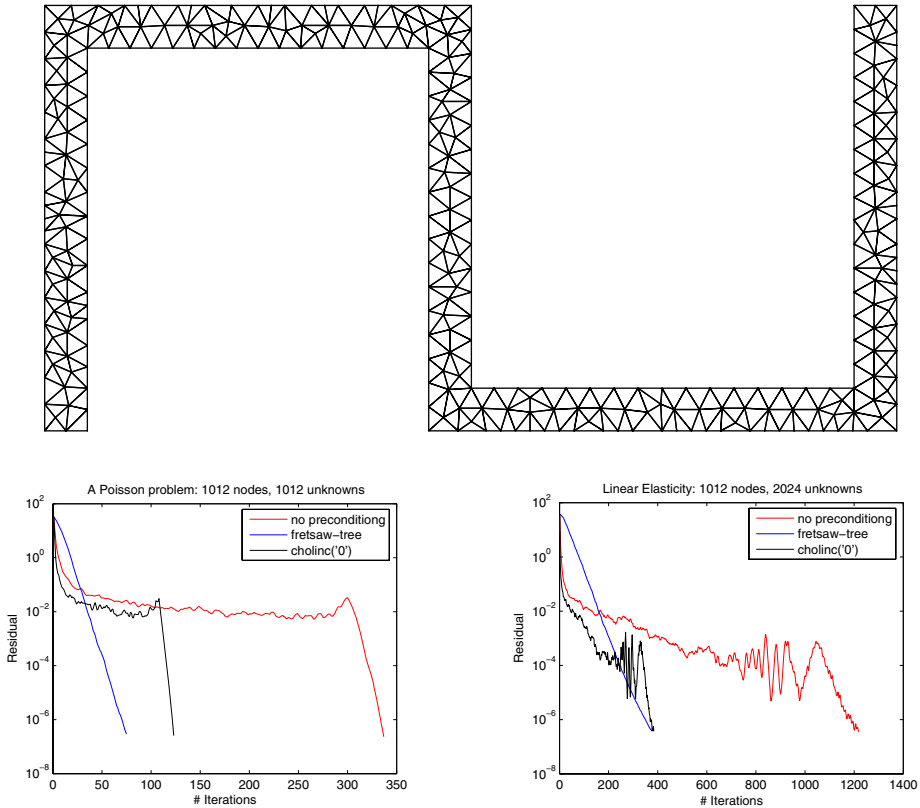 A Poisson problem: 1012 nodes, 1012 unknowns
10^2
10^0
10^-2
10^-4
10^-6
10^-8
Residual
no preconditiong
fretsaw-tree
cholinc('0')
0 50 100 150 200 250 300 350
# Iterations
Linear Elasticity: 1012 nodes, 2024 unknowns
10^2
10^0
10^-2
10^-4
10^-6
10^-8
Residual
no preconditiong
fretsaw-tree
cholinc('0')
0 200 400 600 800 1000 1200 1400
# Iterations